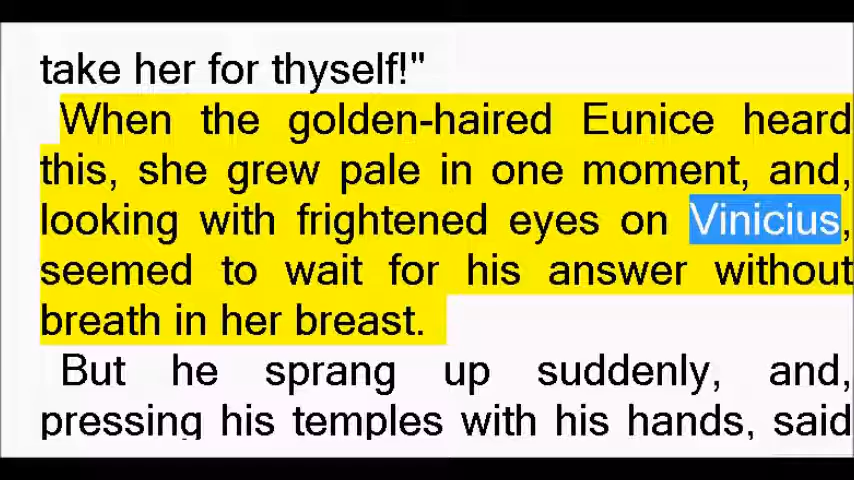 take her for thyself!"
When the golden-haired Eunice heard
this, she grew pale in one moment, and,
looking with frightened eyes on Vinicius,
seemed to wait for his answer without
breath in her breast.
But he sprang up suddenly, and,
pressing his temples with his hands, said